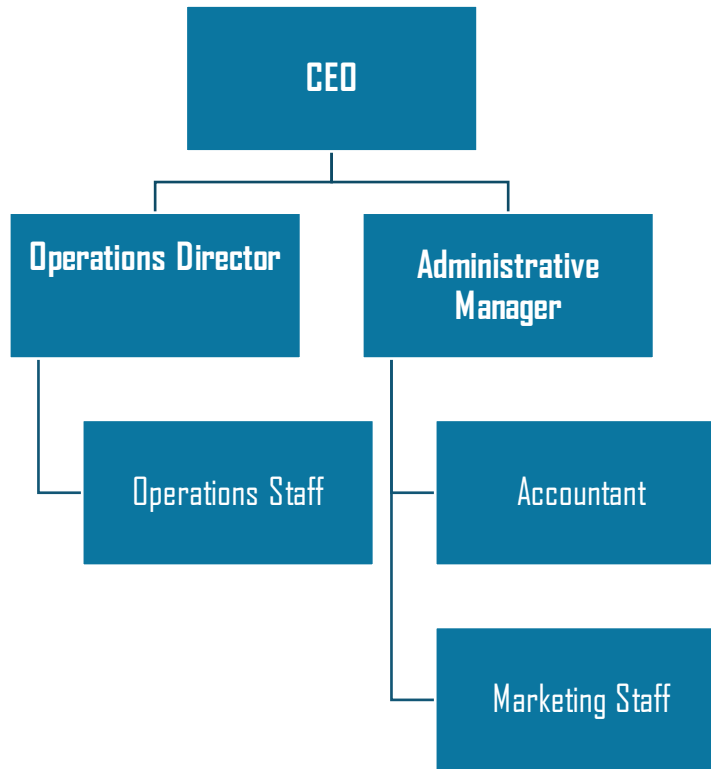 CEO
Operations Director
Administrative
Manager
Operations Staff
Accountant
Marketing Staff